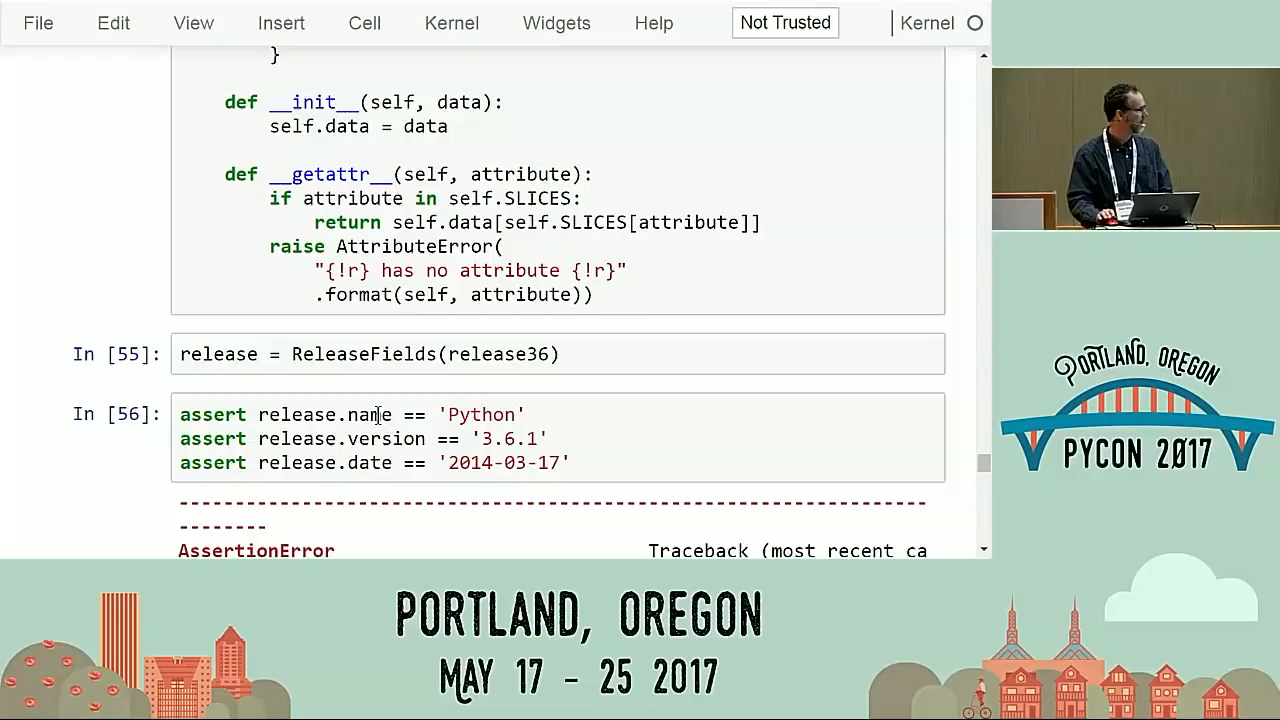 File Edit View Insert Cell Kernel Widgets Help Not Trusted Kernel
}
def __init__(self, data):
self.data = data
def __getattr__(self, attribute):
if attribute in self.SLICES:
return self.data[self.SLICES[attribute]]
raise AttributeError(
"{!r} has no attribute {!r}"
.format(self, attribute))
In [55]: release = ReleaseFields(release36)
In [56]: assert release.name == 'Python'
assert release.version == '3.6.1'
assert release.date == '2014-03-17'
---------------------------------------------------------------------------
AssertionError Traceback (most recent ca
PORTLAND, OREGON
PYCON 2017
PORTLAND, OREGON
MAY 17 - 25 2017